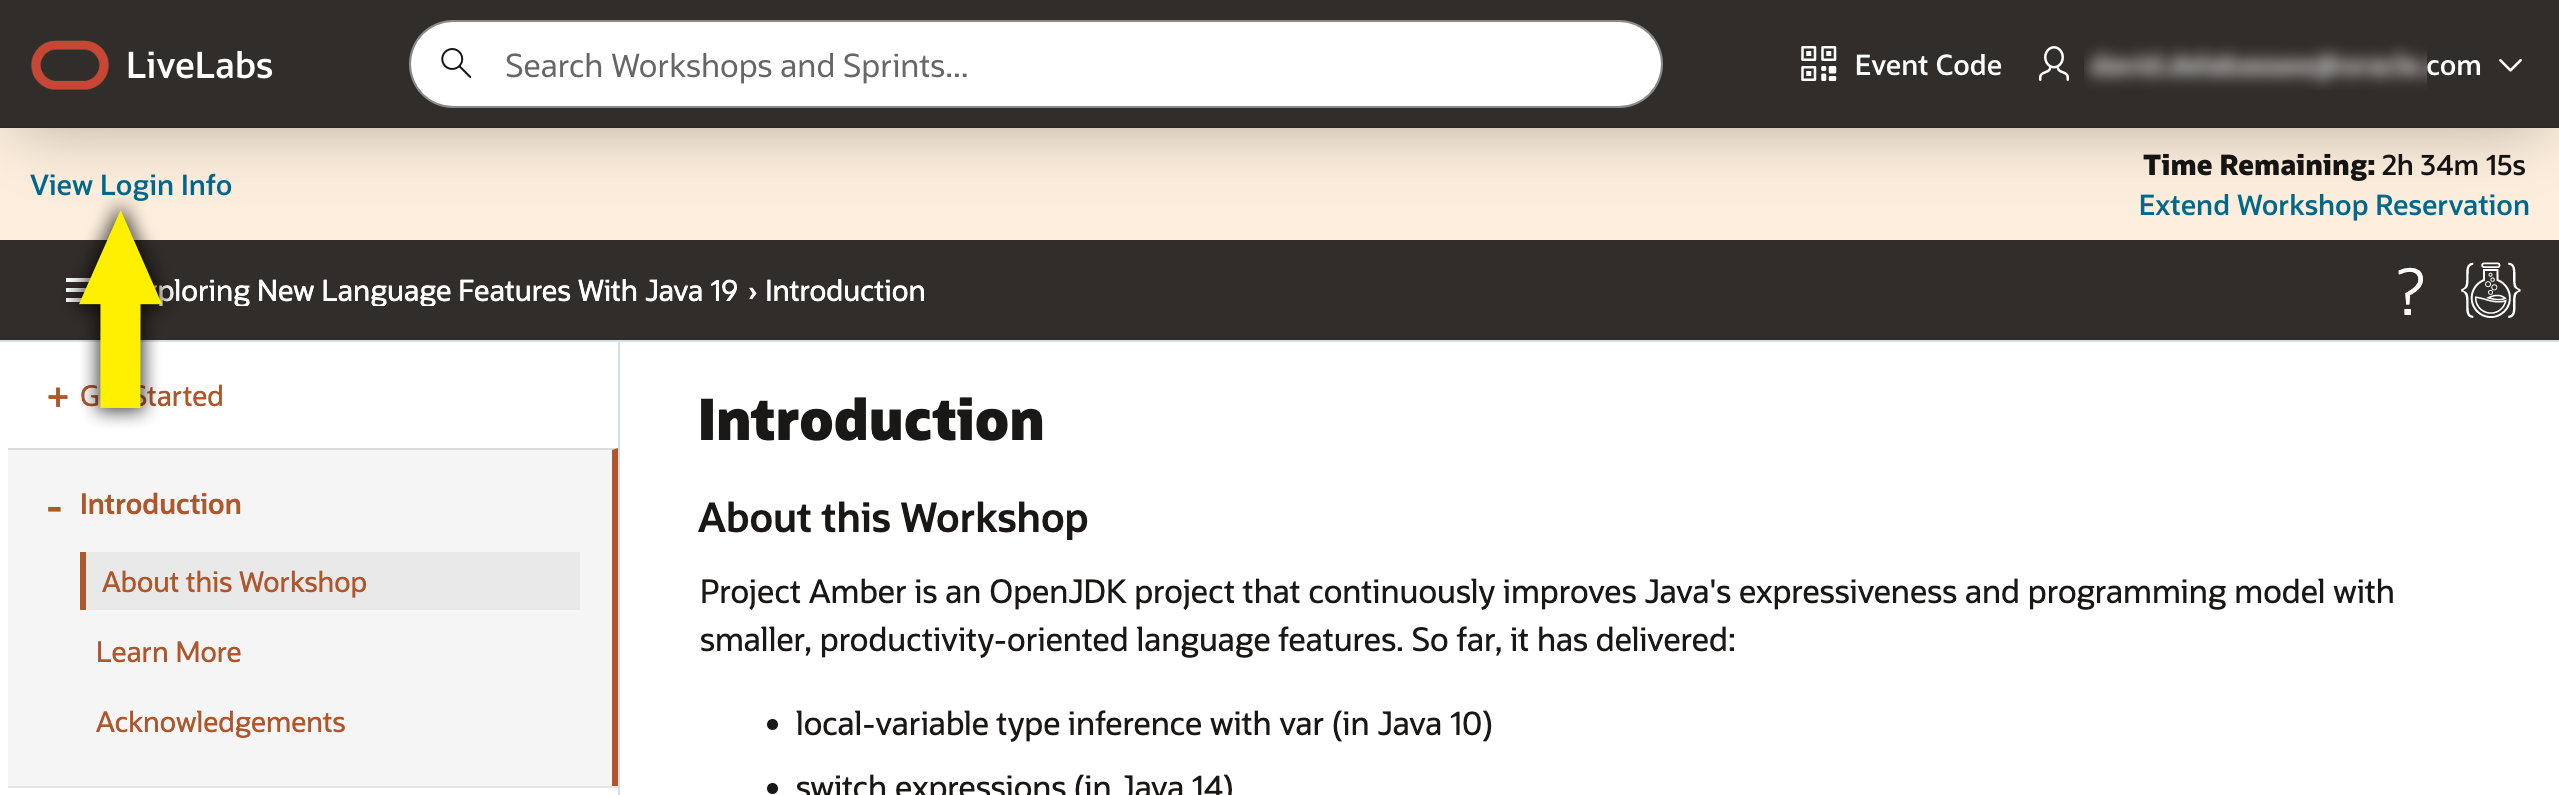 LiveLabs
Search Workshops and Sprints...
Event Code
com
View Login Info
Time Remaining: 2h 34m 15s
Extend Workshop Reservation
ploring New Language Features With Java 19 › Introduction
?
+ G Started
Introduction
- Introduction
About this Workshop
About this Workshop
Learn More
Project Amber is an OpenJDK project that continuously improves Java's expressiveness and programming model with
smaller, productivity-oriented language features. So far, it has delivered:
Acknowledgements
• local-variable type inference with var (in Java 10)
• switch expressions (in Java 14)